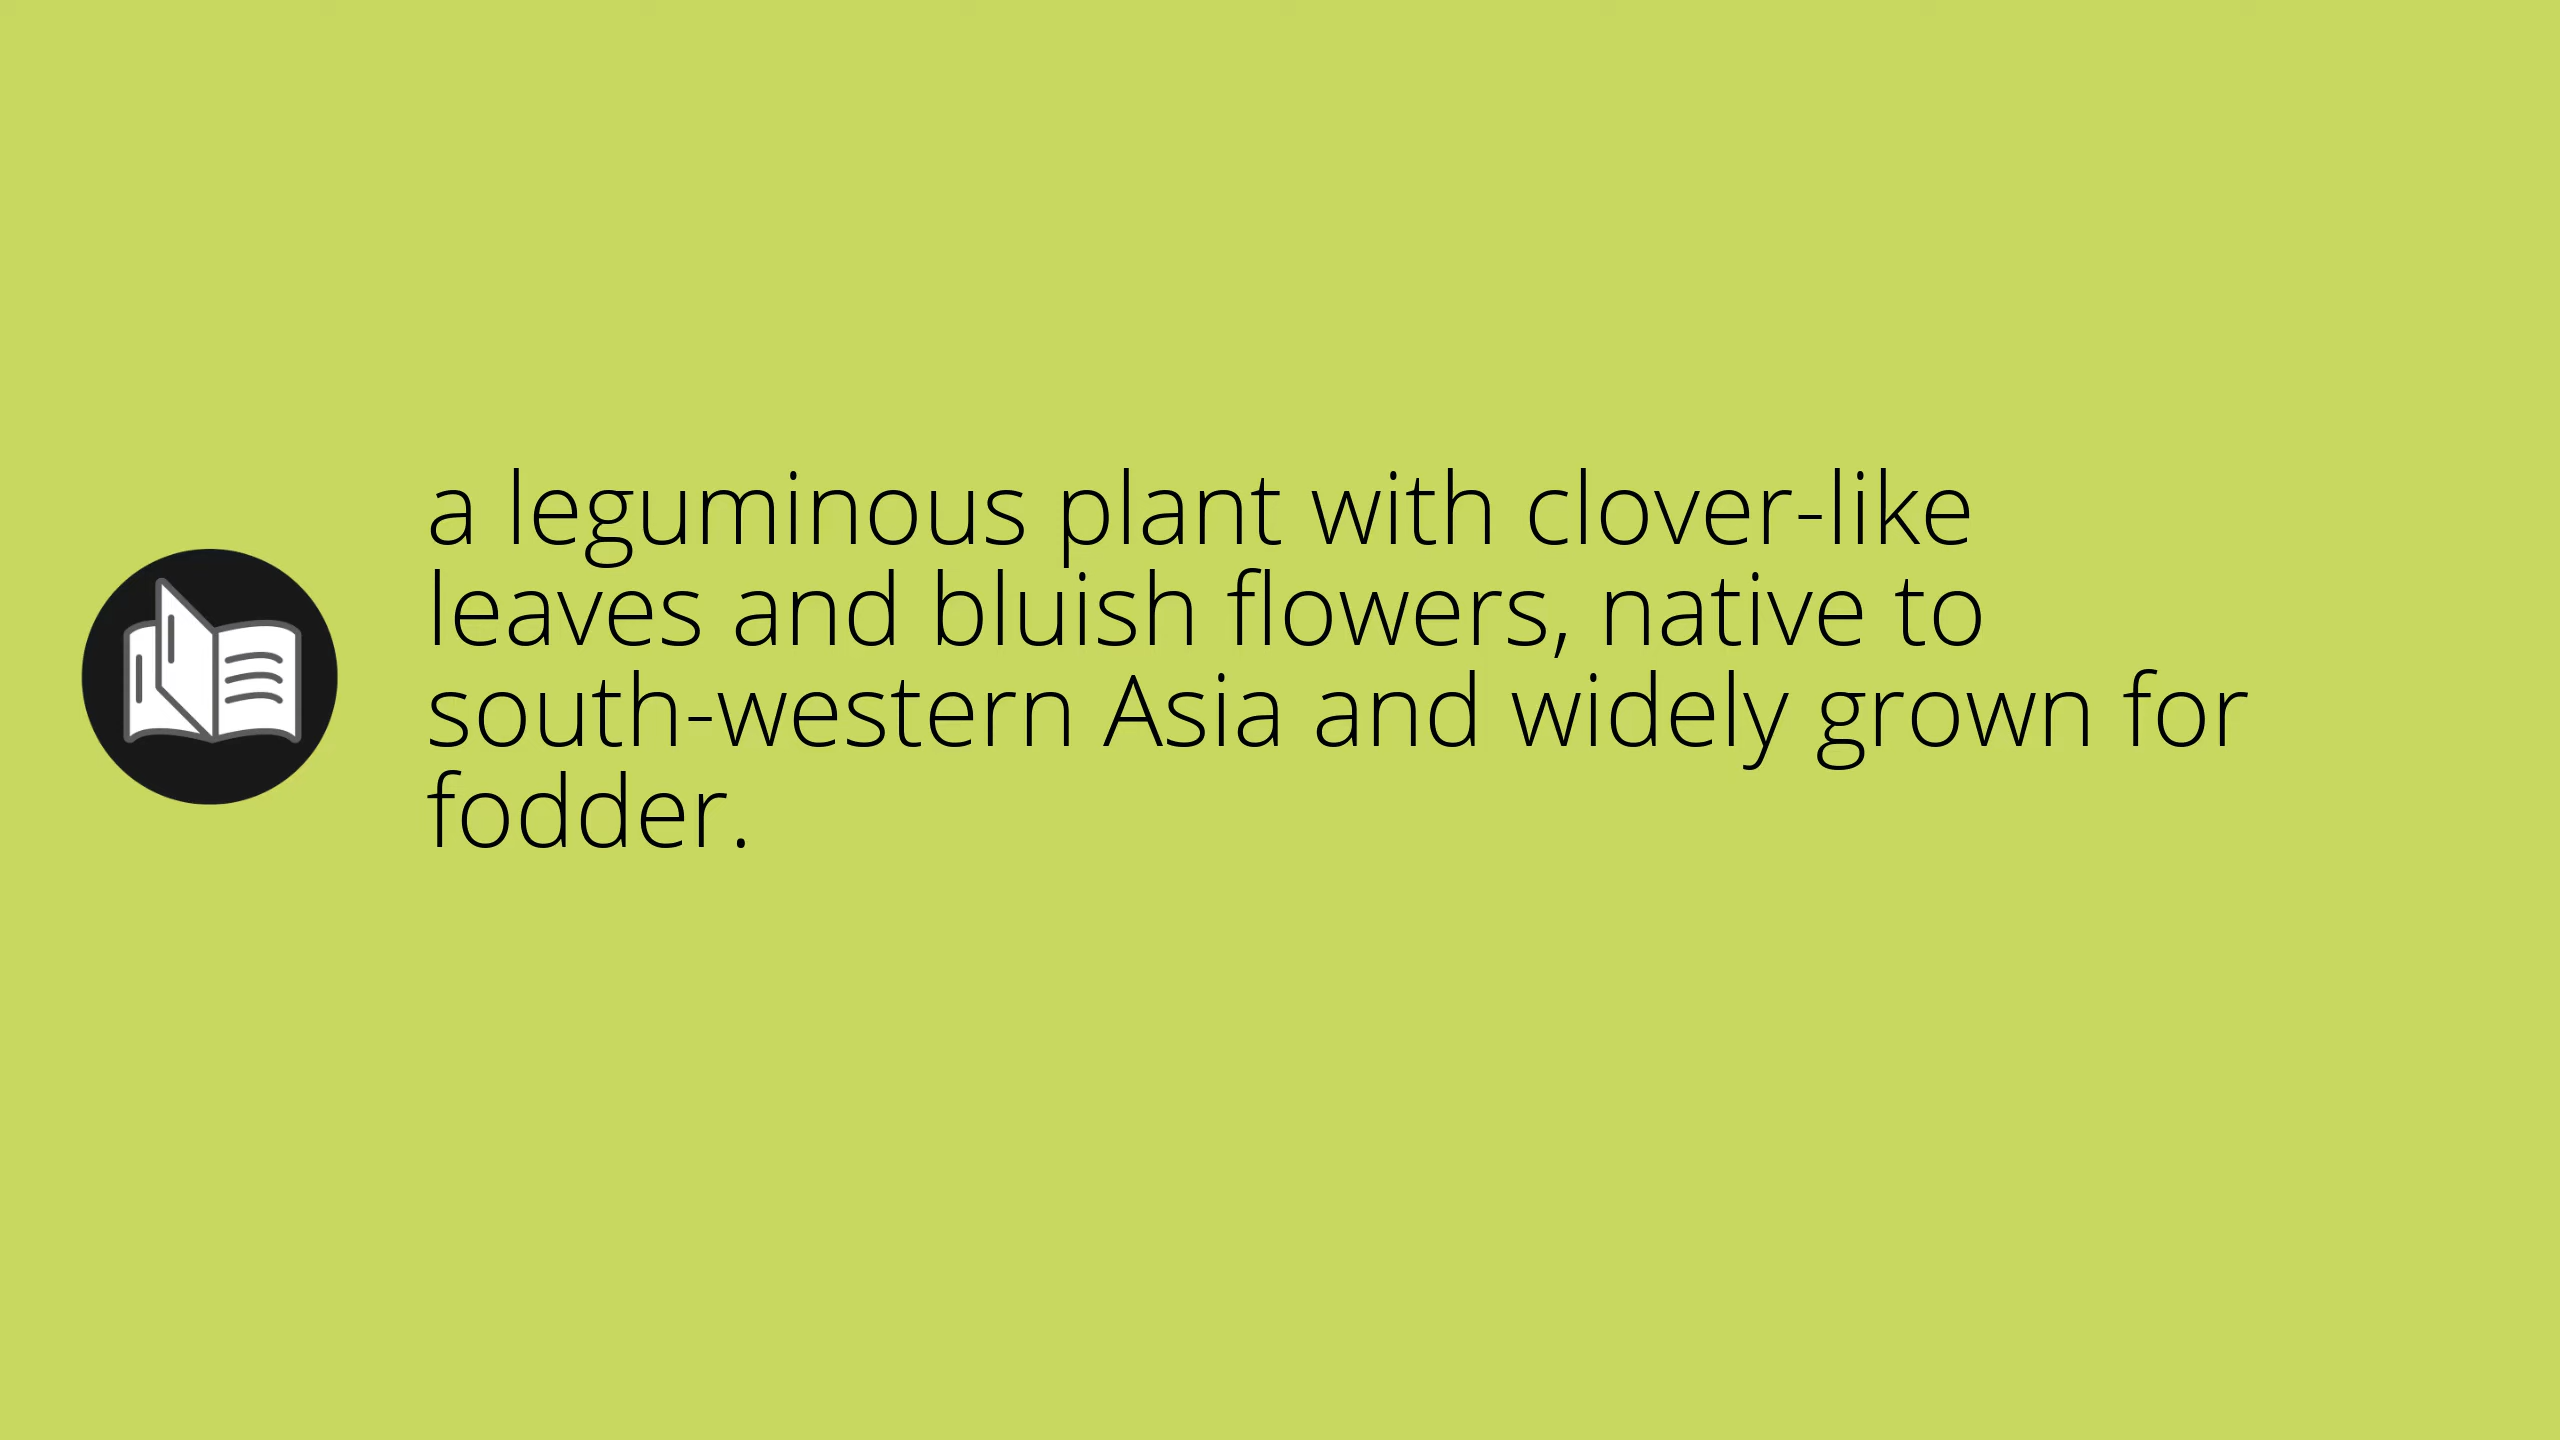 a leguminous plant with clover-like
leaves and bluish flowers, native to
south-western Asia and widely grown for
fodder.